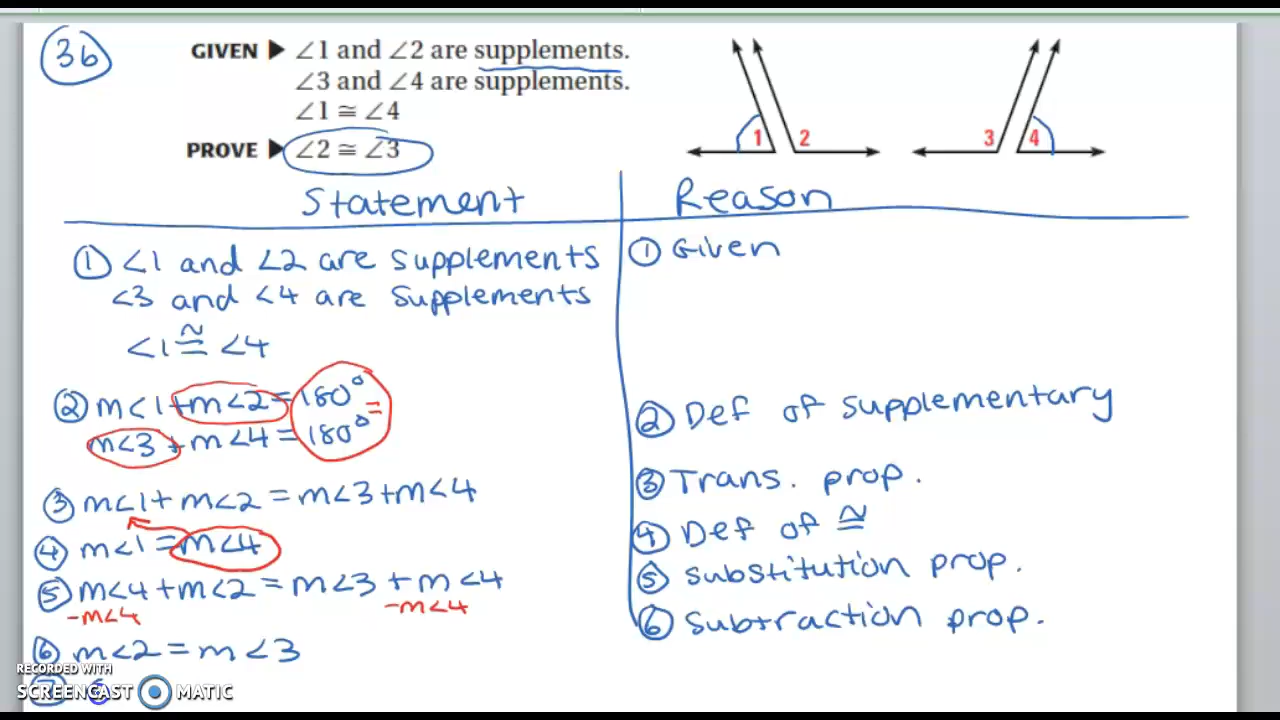 3b
GIVEN ▶ ∠1 and ∠2 are supplements.
∠3 and ∠4 are supplements.
∠1 ≅ ∠4
PROVE ▶ ∠2 ≅ ∠3
1 2 3 4
Statement Reason
① ∠1 and ∠2 are supplements ① Given
∠3 and ∠4 are supplements
∠1 ≅ ∠4
② m∠1+m∠2=180° ② Def of supplementary
=
m∠3+m∠4=180°
③ m∠1+m∠2=m∠3+m∠4 ③ Trans. prop.
④ m∠1=m∠4 ④ Def of ≅
⑤ m∠4+m∠2=m∠3+m∠4 ⑤ substitution prop.
-m∠4 -m∠4
⑥ m∠2=m∠3 ⑥ subtraction prop.
RECORDED WITH
SCREENCAST MATIC
⑦